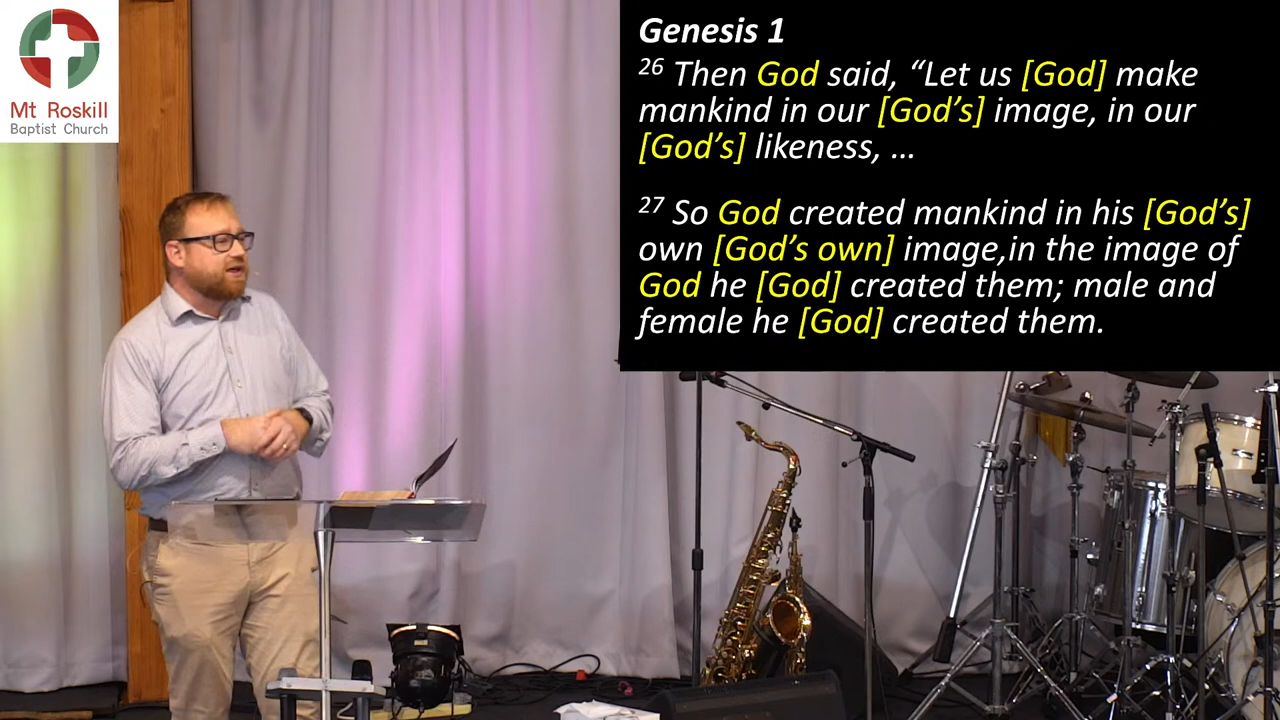 Mt Roskill
Baptist Church
Genesis 1
26 Then God said, “Let us [God] make
mankind in our [God’s] image, in our
[God’s] likeness, ...
27 So God created mankind in his [God’s]
own [God’s own] image,in the image of
God he [God] created them; male and
female he [God] created them.